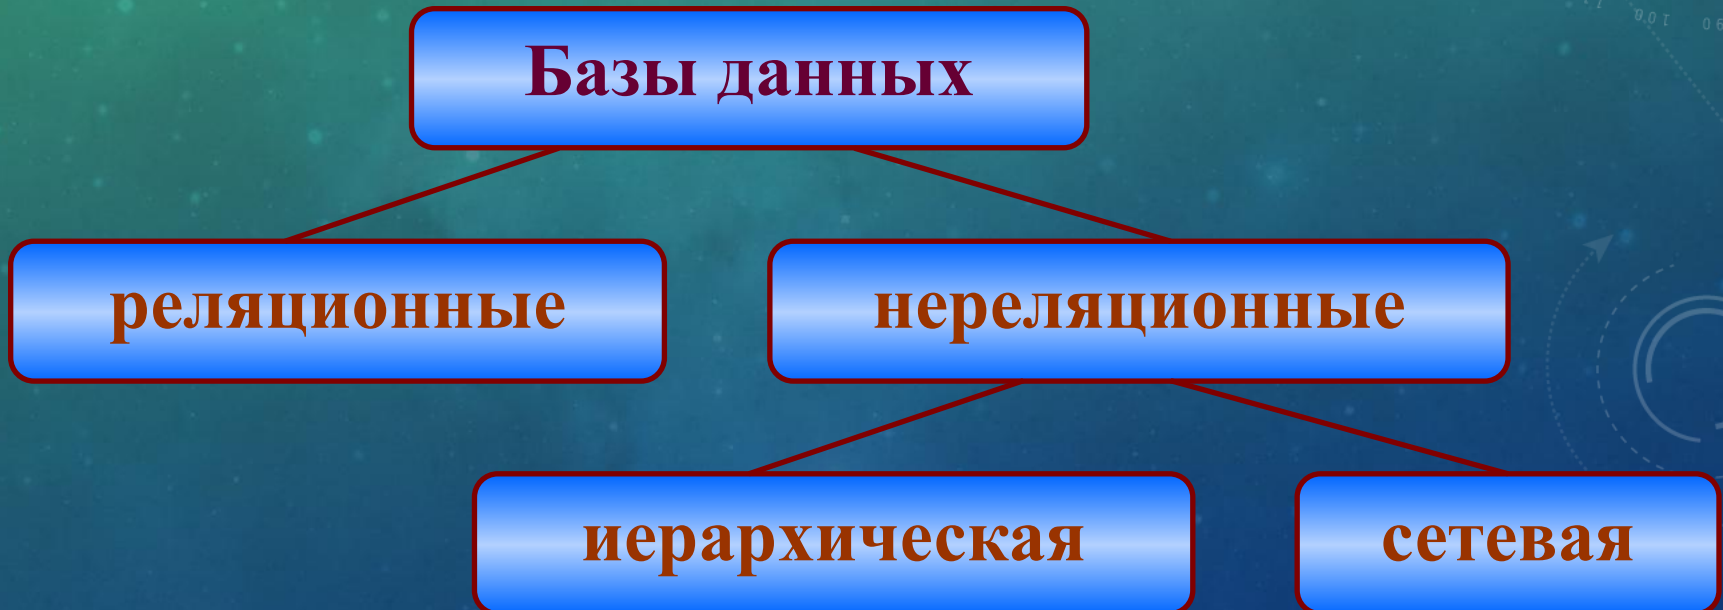 Базы данных
реляционные
нереляционные
иерархическая
сетевая